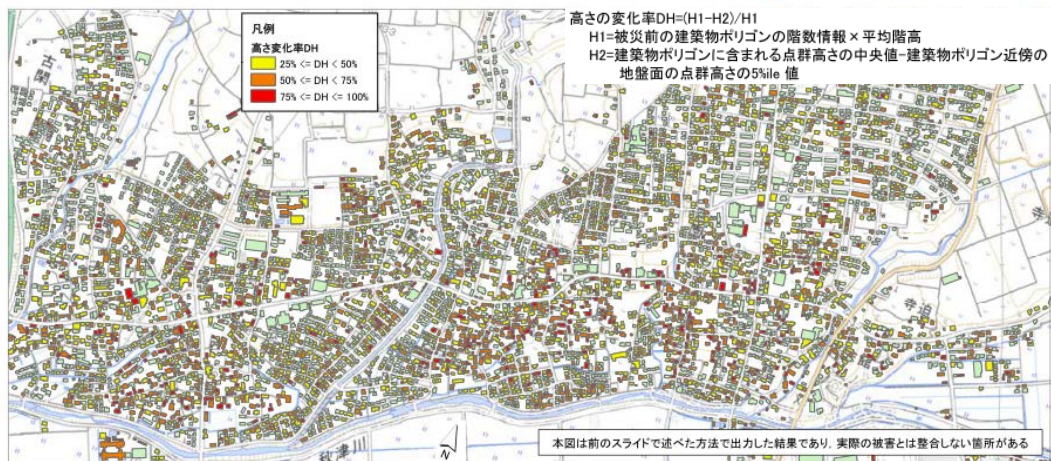 高さの変化率DH=(H1-H2)/H1
H1=被災前の建築物ポリゴンの階数情報×平均階高
H2=建築物ポリゴンに含まれる点群高さの中央値-建築物ポリゴン近傍の
地盤面の点群高さの5%ile 値
凡例
高さ変化率DH
25% <= DH < 50%
50% <= DH < 75%
75% <= DH <= 100%
古関
N
本図は前のスライドで述べた方法で出力した結果であり, 実際の被害とは整合しない箇所がある